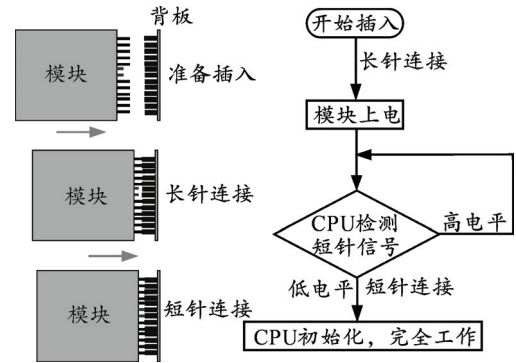 背板
模块
准备插入
模块
长针连接
模块
短针连接
开始插入
长针连接
模块上电
CPU检测
短针信号
高电平
低电平
短针连接
CPU初始化，完全工作